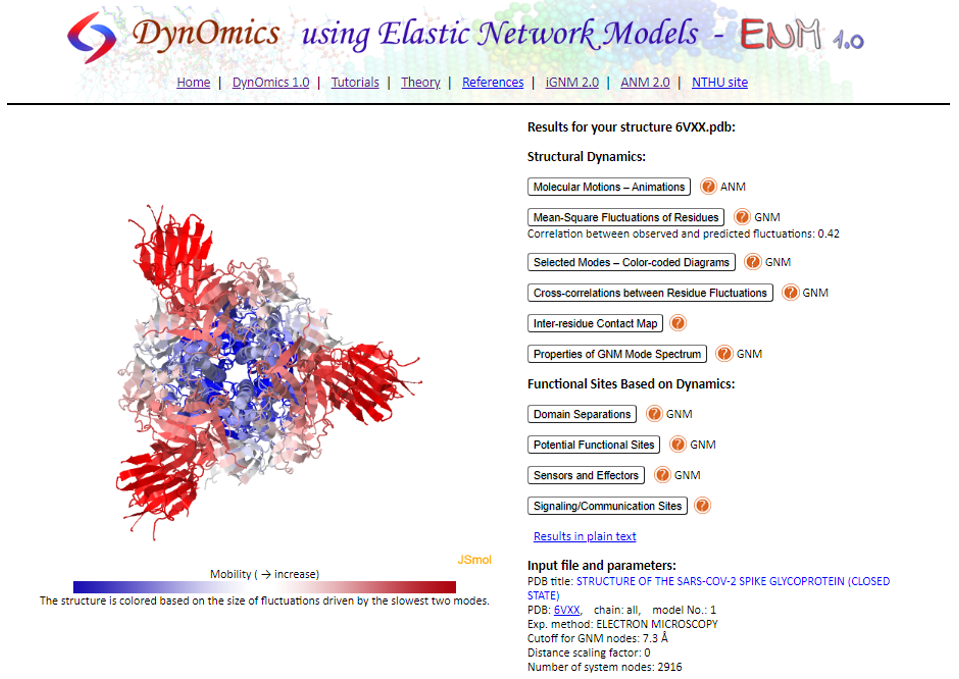 DynOmics using Elastic Network Models - ENM 1.0
Home | DynOmics 1.0 | Tutorials | Theory | References | iGNM 2.0 | ANM 2.0 | NTHU site
Results for your structure 6VXX.pdb:
Structural Dynamics:
Molecular Motions – Animations ? ANM
Mean-Square Fluctuations of Residues ? GNM
Correlation between observed and predicted fluctuations: 0.42
Selected Modes – Color-coded Diagrams ? GNM
Cross-correlations between Residue Fluctuations ? GNM
Inter-residue Contact Map ?
Properties of GNM Mode Spectrum ? GNM
Functional Sites Based on Dynamics:
Domain Separations ? GNM
Potential Functional Sites ? GNM
Sensors and Effectors ? GNM
Signaling/Communication Sites ?
Results in plain text
Input file and parameters:
PDB title: STRUCTURE OF THE SARS-COV-2 SPIKE GLYCOPROTEIN (CLOSED
STATE)
PDB: 6VXX, chain: all, model No.: 1
Exp. method: ELECTRON MICROSCOPY
Cutoff for GNM nodes: 7.3 Å
Distance scaling factor: 0
Number of system nodes: 2916
JSmol
Mobility ( → increase)
The structure is colored based on the size of fluctuations driven by the slowest two modes.